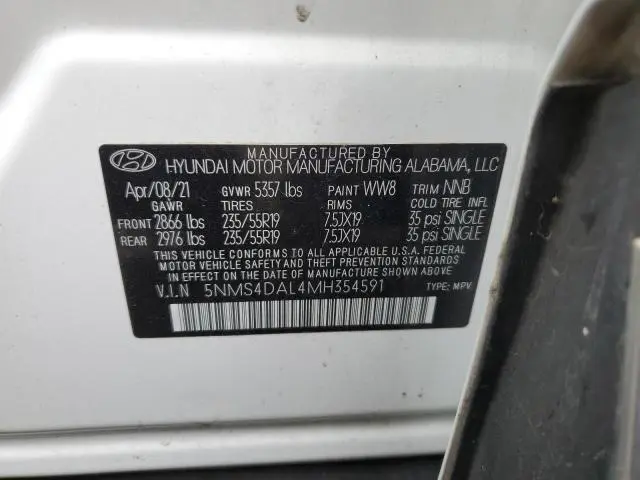 MANUFACTURED BY
HYUNDAI MOTOR MANUFACTURING ALABAMA, LLC
Apr/08/21 GVWR 5357 lbs PAINT WW8 TRIM NNB
GAWR TIRES RIMS COLD TIRE INFL
FRONT 2866 lbs 235/55R19 7.5JX19 35 psi SINGLE
REAR 2976 lbs 235/55R19 7.5JX19 35 psi SINGLE
THIS VEHICLE CONFORMS TO ALL APPLICABLE U.S.A. FEDERAL
MOTOR VEHICLE SAFETY AND THEFT PREVENTION STANDARDS
IN EFFECT ON THE DATE OF MANUFACTURE SHOWN ABOVE.
V.I.N 5NMS4DAL4MH354591 TYPE: MPV